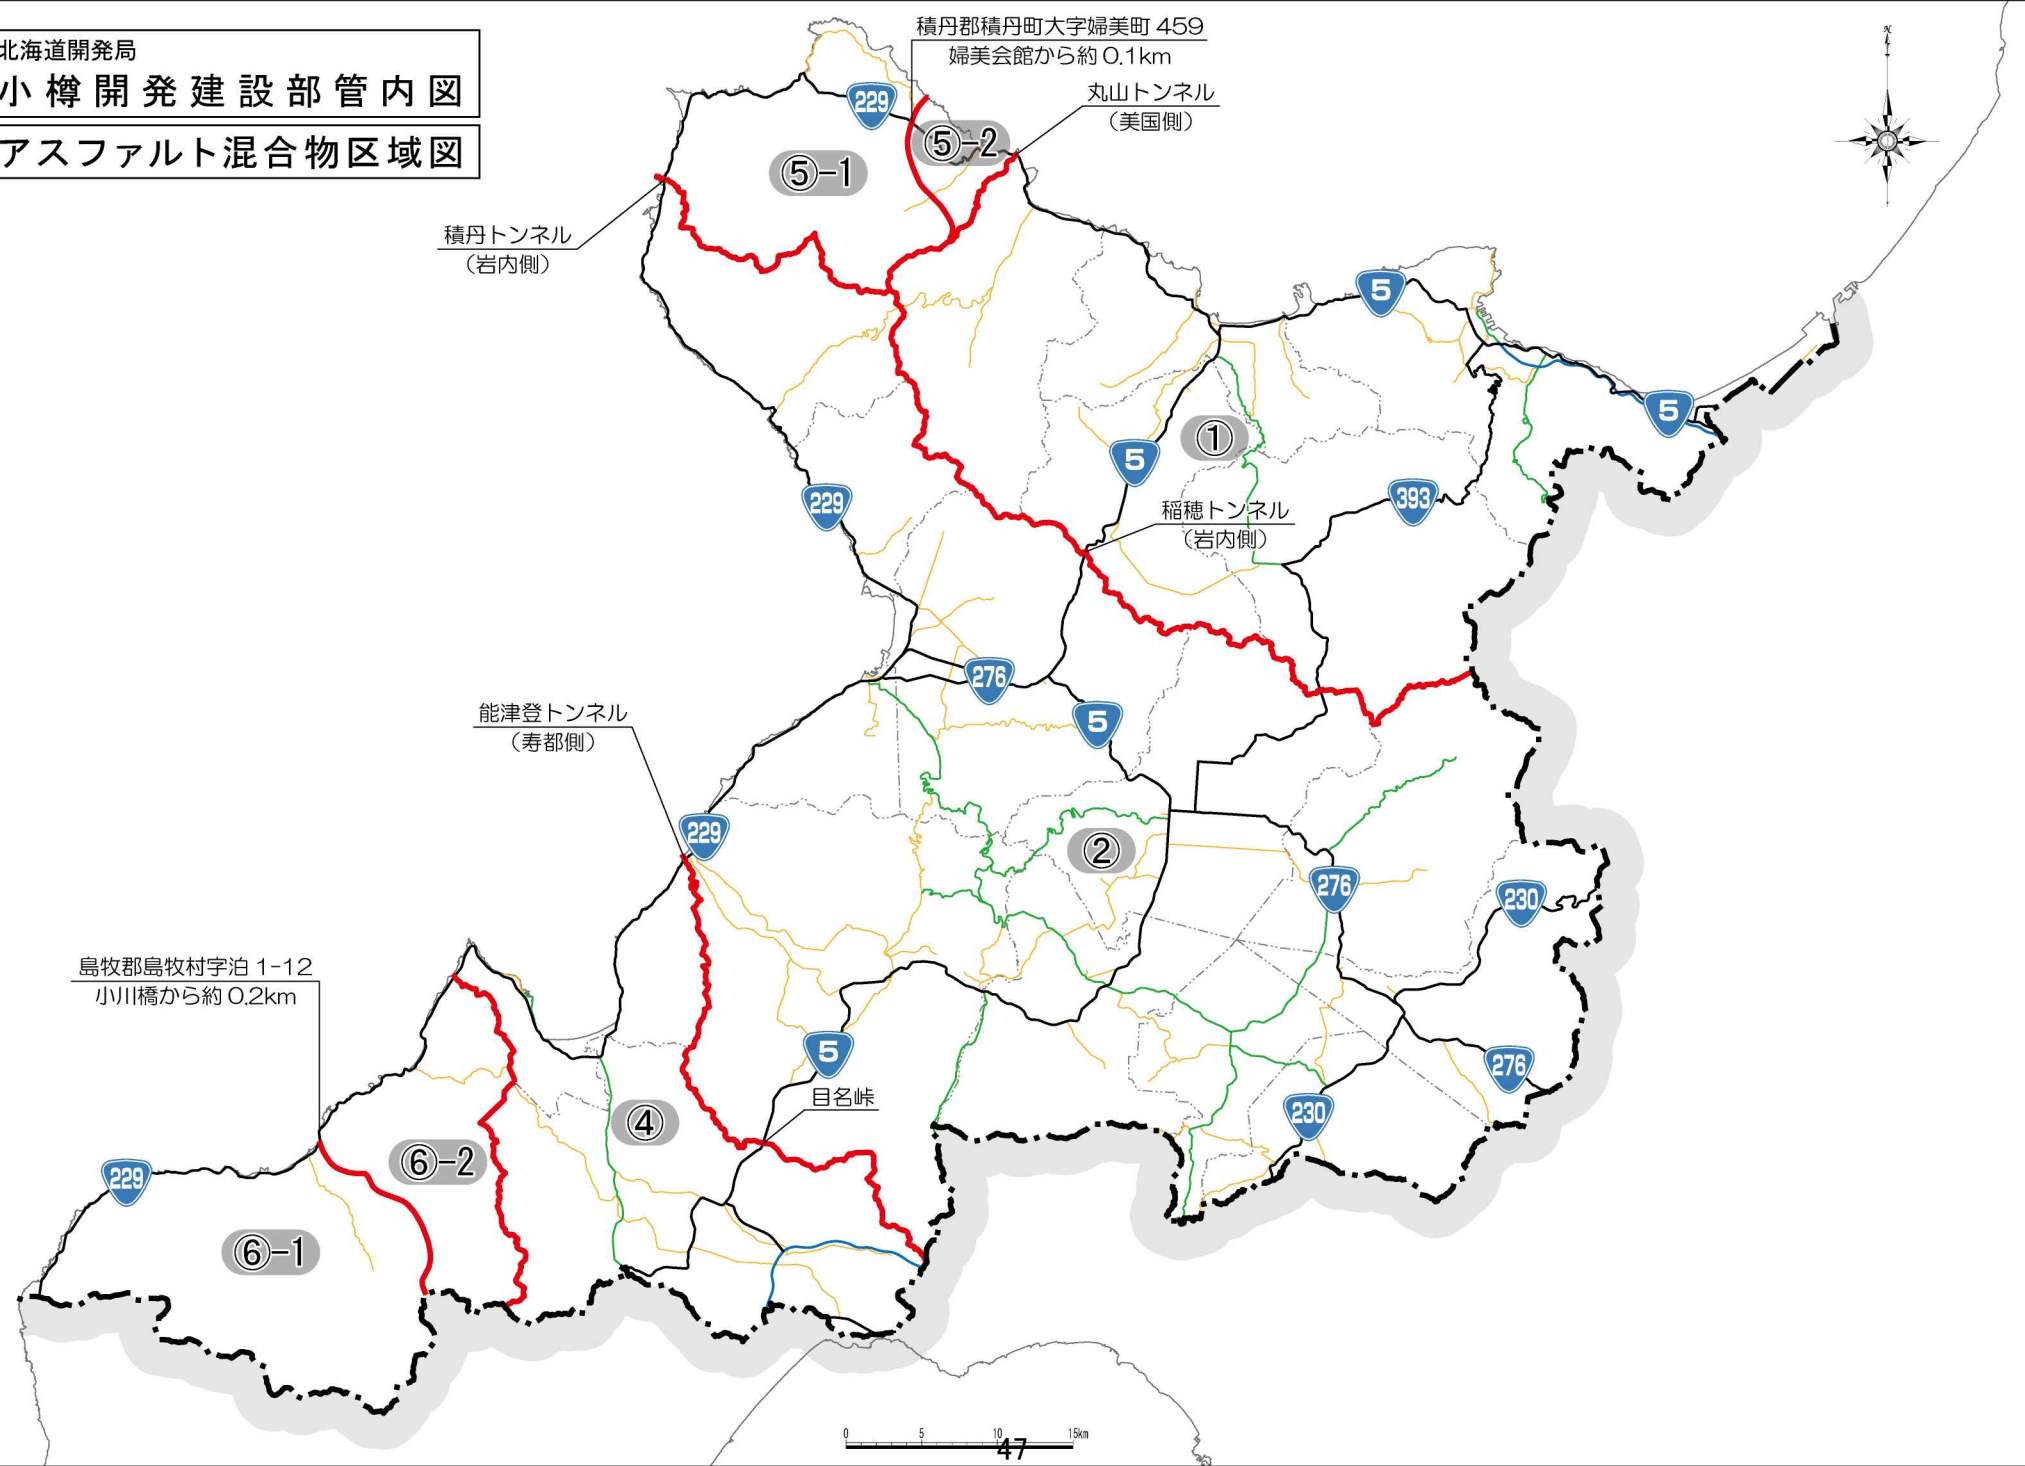 北海道開発局
小樽開発建設部管内図
アスファルト混合物区域図
積丹郡積丹町大字婦美町 459
婦美会館から約 0.1km
丸山トンネル
（美国側）
229
⑤-2
⑤-1
積丹トンネル
（岩内側）
5
5
①
5
229
393
稲穂トンネル
（岩内側）
276
5
能津登トンネル
（寿都側）
229
②
276
230
島牧郡島牧村字泊 1-12
小川橋から約 0.2km
5
276
目名峠
④
230
⑥-2
229
⑥-1
0 5 10 15km
47